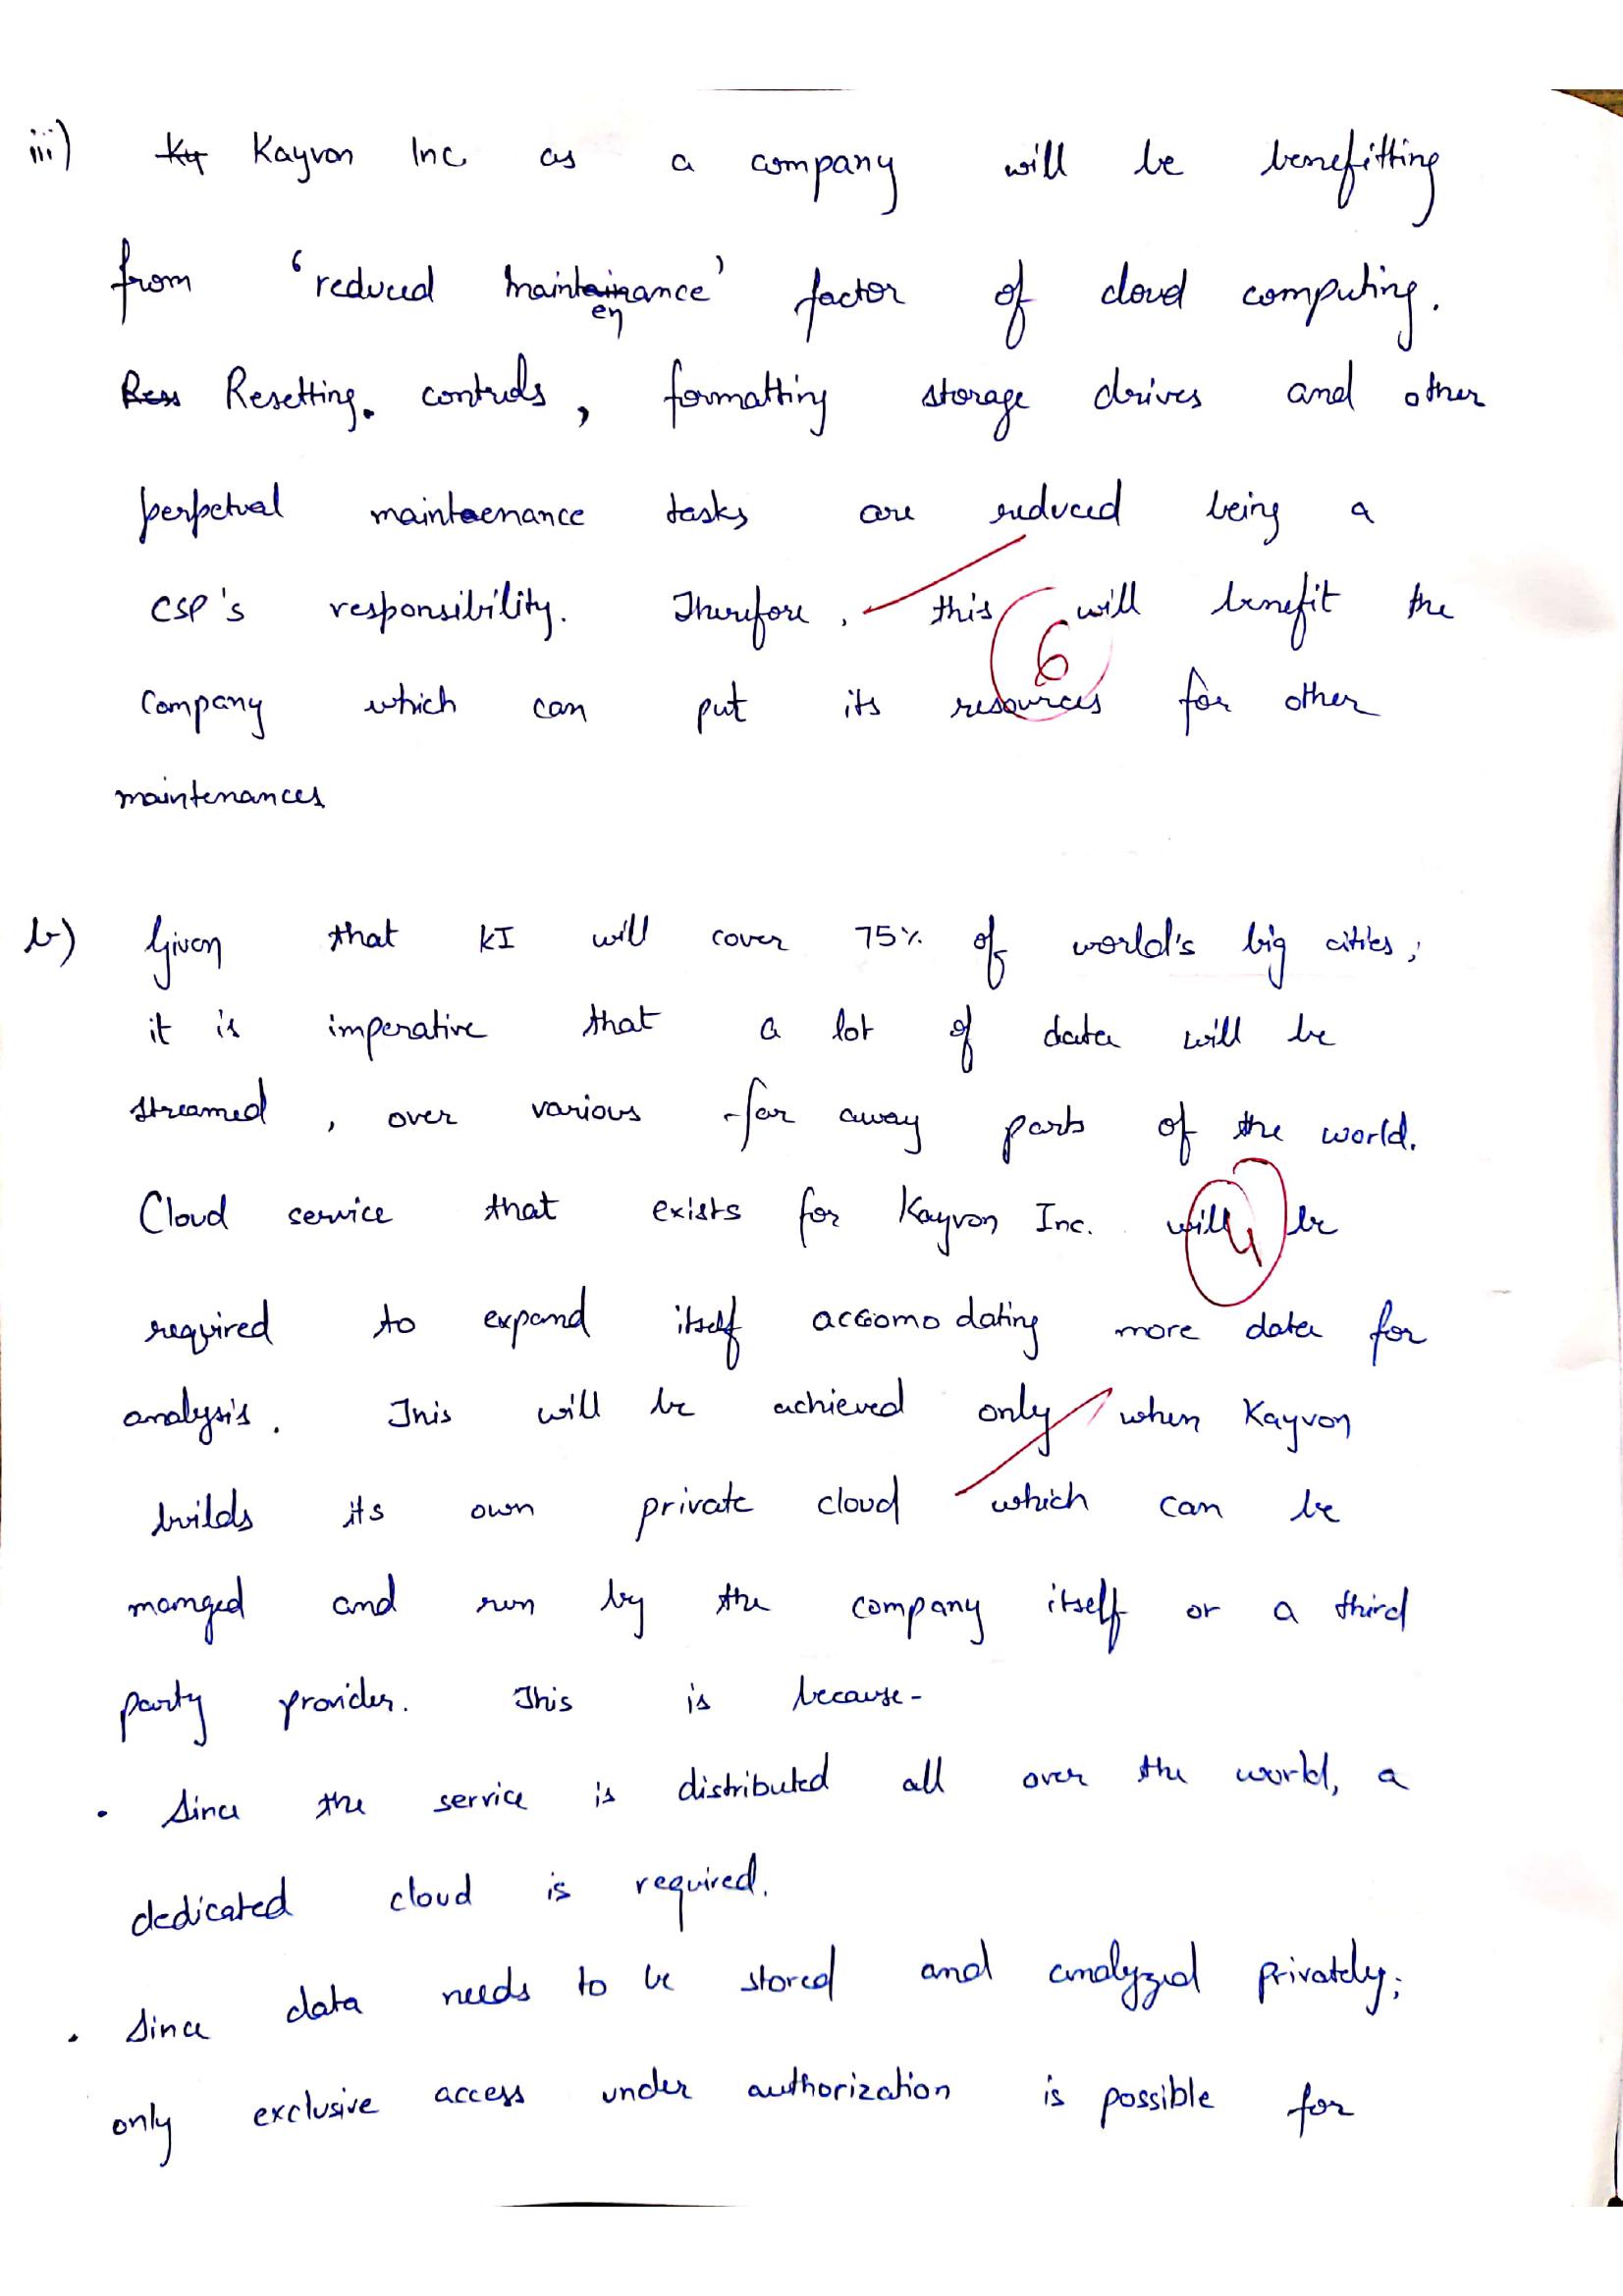 iii) Ky Kayvon Inc as a company will be benefitting
from 'reduced maintainance' factor of cloud computing.
en
Ress Resetting. controls, formatting storage drives and other
perpetual maintaenance tasks are reduced being a
CSP's responsibility. Therefore, this will benefit the
6
Company which can put its resources for other
maintenances
b) Given that KI will cover 75% of world's big cities,
it is imperative that a lot of data will be
streamed, over various far away parts of the world.
Cloud service that exists for Kayvon Inc. will be
4
required to expand itself accomodating more data for
analysis. This will be achieved only when Kayvon
builds its own private cloud which can be
manged and run by the company itself or a third
party provider. This is because-
• Since the service is distributed all over the world, a
dedicated cloud is required.
• Since data needs to be stored and analyzed privately;
only exclusive access under authorization is possible for